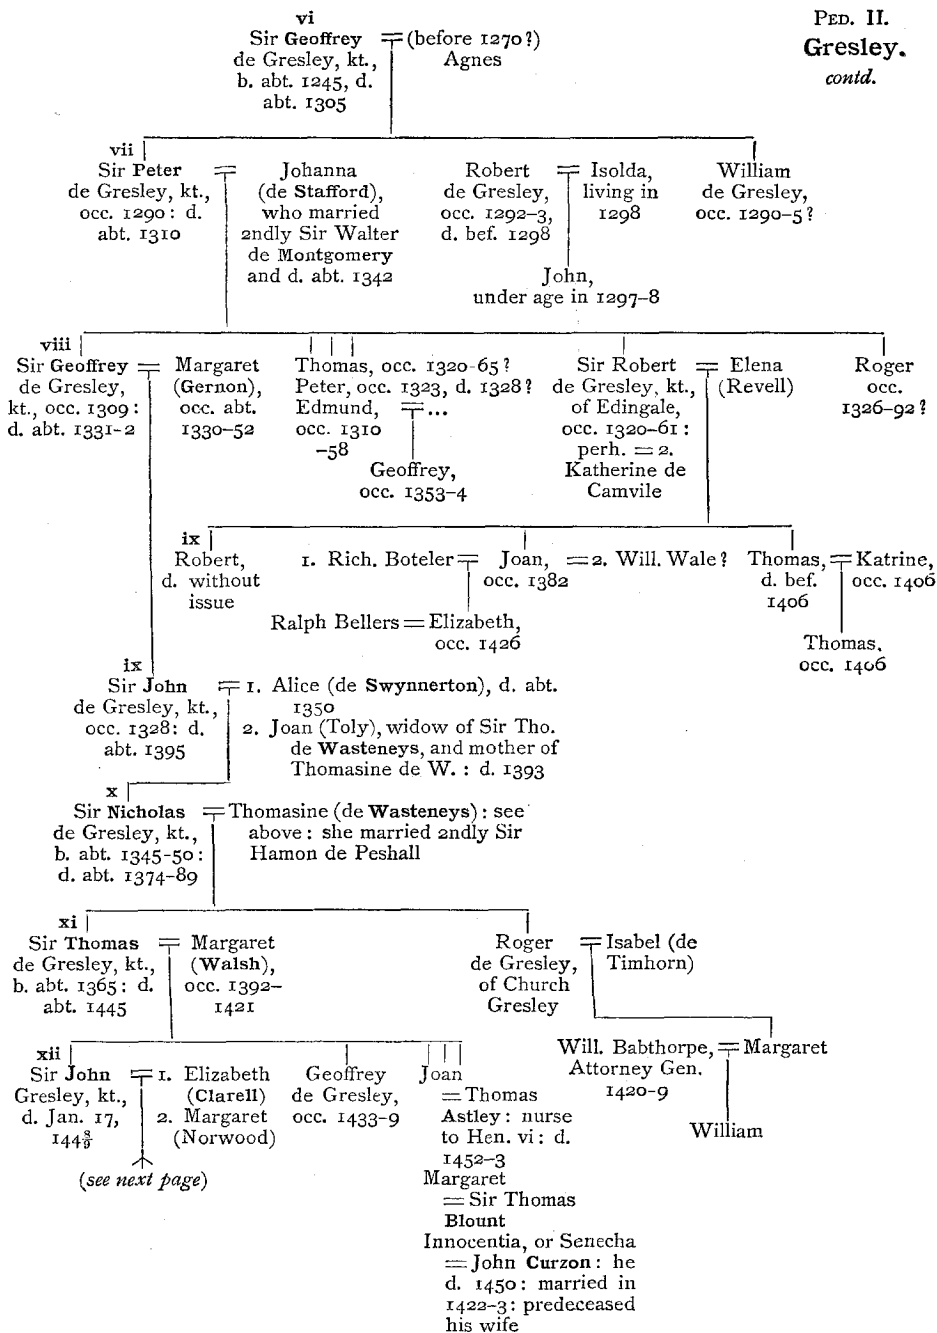 PED. II.
Gresley.
contd.
vi
Sir Geoffrey
de Gresley, kt.,
b. abt. 1245, d.
abt. 1305
(before 1270?)
Agnes
vii
Sir Peter
de Gresley, kt.,
occ. 1290: d.
abt. 1310
Johanna
(de Stafford),
who married
2ndly Sir Walter
de Montgomery
and d. abt. 1342
Robert
de Gresley,
occ. 1292-3,
d. bef. 1298
=
Isolda,
living in
1298
William
de Gresley,
occ. 1290-5?
John,
under age in 1297-8
viii
Sir Geoffrey
de Gresley,
kt., occ. 1309:
d. abt. 1331-2
=
Margaret
(Gernon),
occ. abt.
1330-52
Thomas, occ. 1320-65?
Peter, occ. 1323, d. 1328?
Edmund,
occ. 1310
-58
...
Geoffrey,
occ. 1353-4
Sir Robert
de Gresley, kt.,
of Edingale,
occ. 1320-61:
perh. = 2.
Katherine de
Camvile
=
Elena
(Revell)
Roger
occ.
1326-92?
ix
Robert,
d. without
issue
1. Rich. Boteler
Joan,
occ. 1382
=2. Will. Wale?
Thomas,
d. bef.
1406
Katrine,
occ. 1406
Ralph Bellers = Elizabeth,
occ. 1426
Thomas,
occ. 1406
ix
Sir John
de Gresley, kt.,
occ. 1328: d.
abt. 1395
1. Alice (de Swynnerton), d. abt.
1350
2. Joan (Toly), widow of Sir Tho.
de Wasteneys, and mother of
Thomasine de W.: d. 1393
x
Sir Nicholas
de Gresley, kt.,
b. abt. 1345-50:
d. abt. 1374-89
Thomasine (de Wasteneys): see
above: she married 2ndly Sir
Hamon de Peshall
xi
Sir Thomas
de Gresley, kt.,
b. abt. 1365: d.
abt. 1445
Margaret
(Walsh),
occ. 1392-
1421
Roger
de Gresley,
of Church
Gresley
Isabel (de
Timhorn)
xii
Sir John
Gresley, kt.,
d. Jan. 17,
144 8/9
1. Elizabeth
(Clarell)
2. Margaret
(Norwood)
(see next page)
Geoffrey
de Gresley,
occ. 1433-9
Joan
=Thomas
Astley: nurse
to Hen. vi: d.
1452-3
Margaret
= Sir Thomas
Blount
Innocentia, or Senecha
= John Curzon: he
d. 1450: married in
1422-3: predeceased
his wife
Will. Babthorpe,
Attorney Gen.
1420-9
Margaret
William